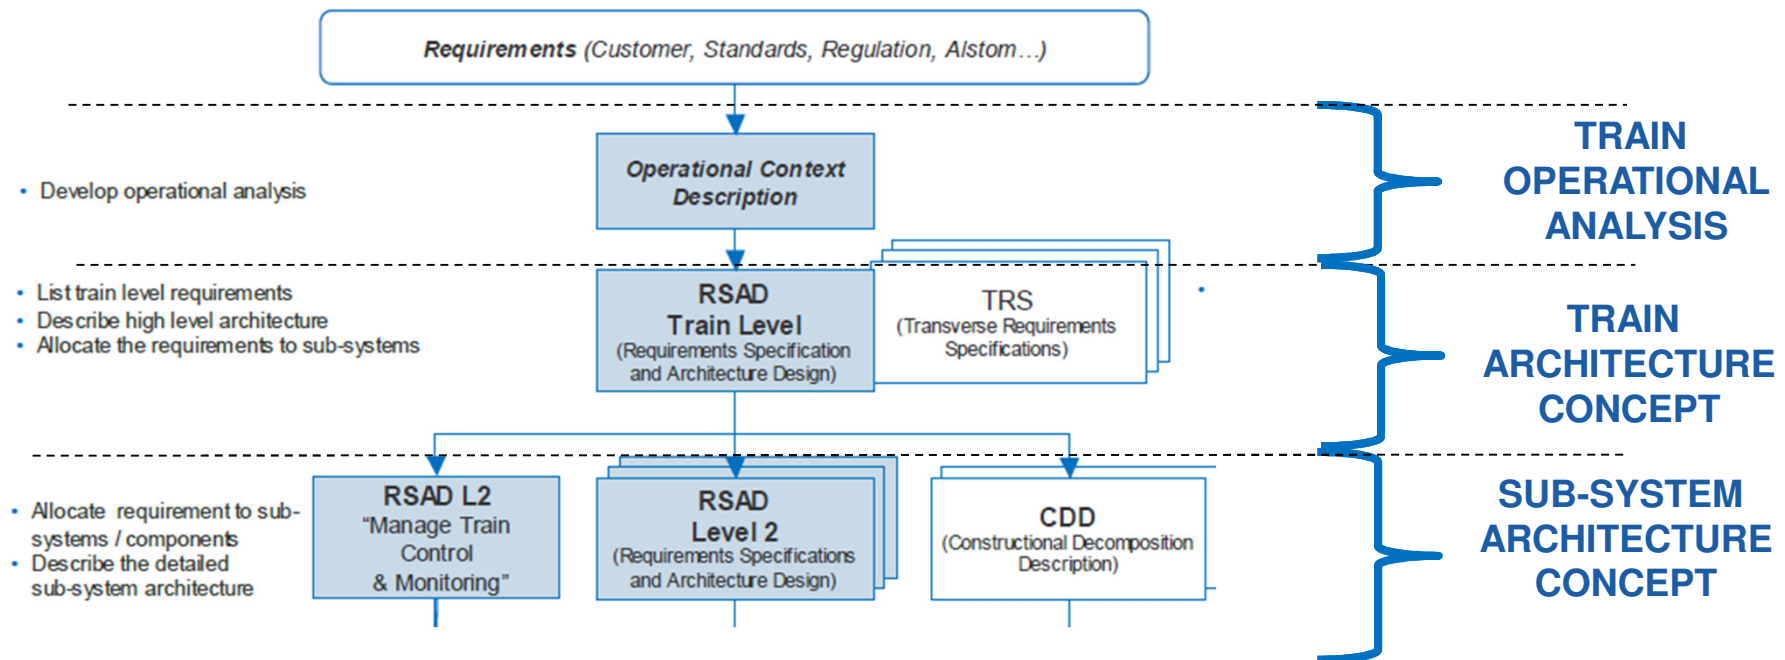 Requirements (Customer, Standards, Regulation, Alstom…)
• Develop operational analysis
Operational Context
Description
TRAIN
OPERATIONAL
ANALYSIS
• List train level requirements
• Describe high level architecture
• Allocate the requirements to sub-systems
RSAD
Train Level
(Requirements Specification
and Architecture Design)
TRS
(Transverse Requirements
Specifications)
•
TRAIN
ARCHITECTURE
CONCEPT
• Allocate requirement to sub-
systems / components
• Describe the detailed
sub-system architecture
RSAD L2
“Manage Train
Control
& Monitoring”
RSAD
Level 2
(Requirements Specifications
and Architecture Design)
CDD
(Constructional Decomposition
Description)
SUB-SYSTEM
ARCHITECTURE
CONCEPT